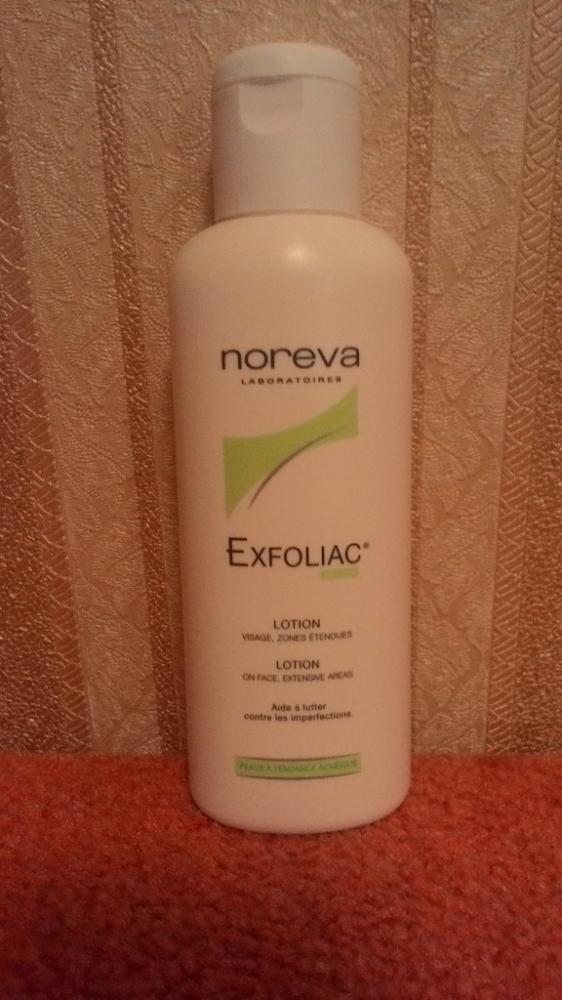 noreva
LABORATOIRES
EXFOLIAC®
LOTION
VISAGE, ZONES ÉTENDUES
LOTION
ON FACE, EXTENSIVE AREAS
Aide à lutter
contre les imperfections.
PEAUX À TENDANCE ACNÉIQUE